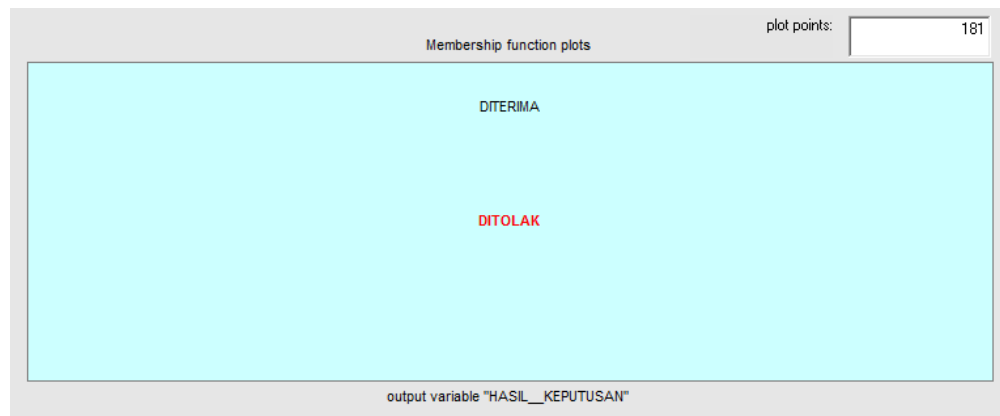 plot points: 181
Membership function plots
DITERIMA
DITOLAK
output variable "HASIL__KEPUTUSAN"